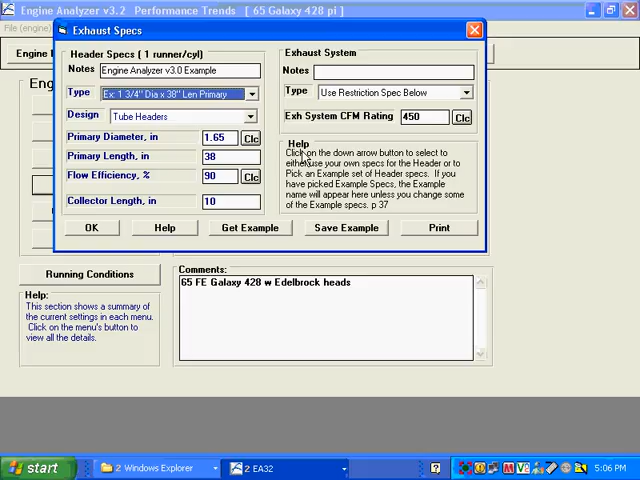 Engine Analyzer v3.2 Performance Trends [ 65 Galaxy 428 pi ]
File (engine)
Exhaust Specs
Header Specs ( 1 runner/cyl)
Notes Engine Analyzer v3.0 Example
Type Ex: 1 3/4" Dia x 38" Len Primary
Design Tube Headers
Primary Diameter, in 1.65 Clc
Primary Length, in 38
Flow Efficiency, % 90 Clc
Collector Length, in 10
Exhaust System
Notes
Type Use Restriction Spec Below
Exh System CFM Rating 450 Clc
Help
Click on the down arrow button to select to
either use your own specs for the Header or to
Pick an Example set of Header specs. If you
have picked Example Specs, the Example
name will appear here unless you change some
of the Example specs. p 37
OK Help Get Example Save Example Print
Running Conditions
Help:
This section shows a summary
of the current settings in each menu.
Click on the menu's button to
view all the details.
Comments:
65 FE Galaxy 428 w Edelbrock heads
start 2 Windows Explorer 2 EA32 5:06 PM